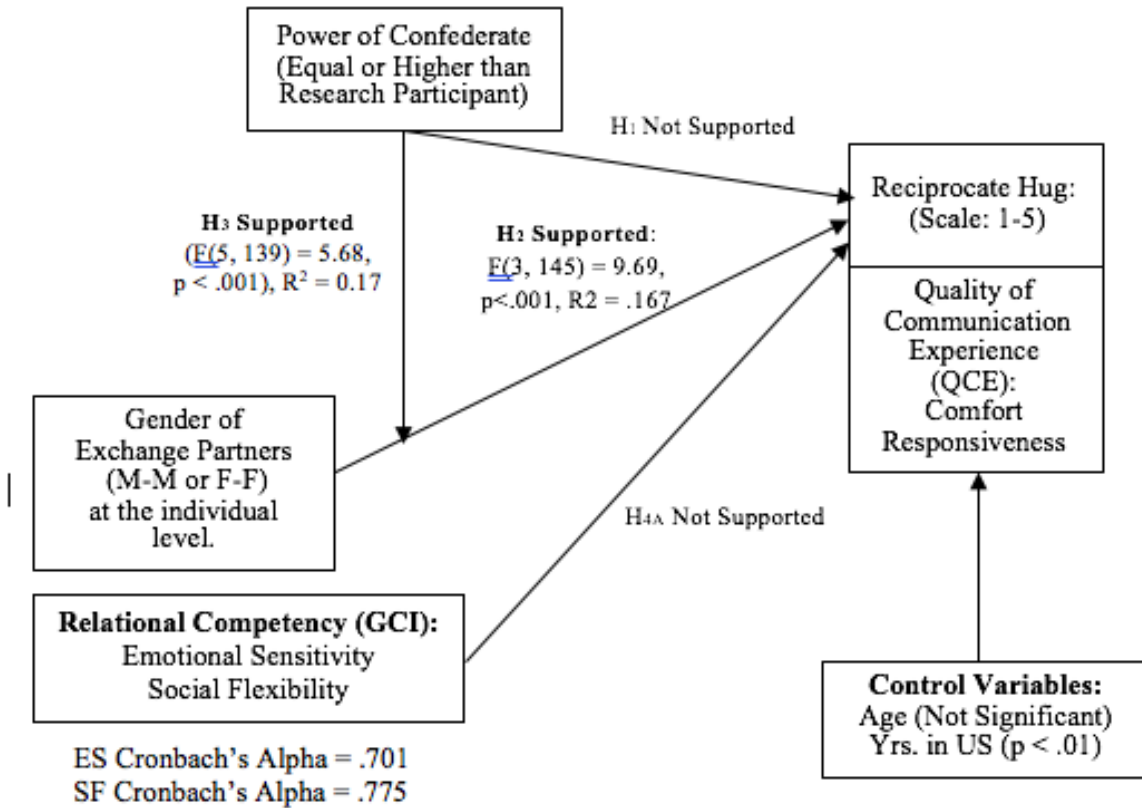 Power of Confederate
(Equal or Higher than
Research Participant)
H1 Not Supported
Reciprocate Hug:
(Scale: 1-5)
H3 Supported
(F(5, 139) = 5.68,
p < .001), R² = 0.17
H2 Supported:
F(3, 145) = 9.69,
p<.001, R2 = .167
Quality of
Communication
Experience
(QCE):
Comfort
Responsiveness
Gender of
Exchange Partners
(M-M or F-F)
at the individual
level.
H4A Not Supported
Relational Competency (GCI):
Emotional Sensitivity
Social Flexibility
Control Variables:
Age (Not Significant)
Yrs. in US (p < .01)
ES Cronbach's Alpha = .701
SF Cronbach's Alpha = .775